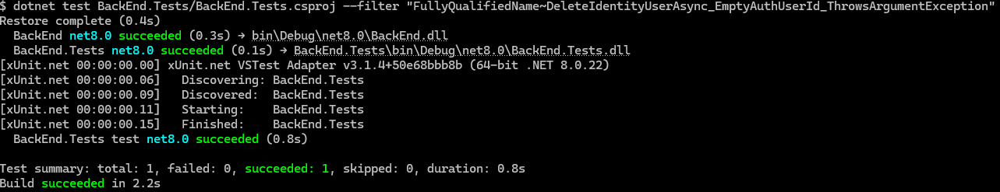 $ dotnet test BackEnd.Tests/BackEnd.Tests.csproj --filter "FullyQualifiedName~DeleteIdentityUserAsync_EmptyAuthUserId_ThrowsArgumentException"
Restore complete (0.4s)
  BackEnd net8.0 succeeded (0.3s) → bin\Debug\net8.0\BackEnd.dll
  BackEnd.Tests net8.0 succeeded (0.1s) → BackEnd.Tests\bin\Debug\net8.0\BackEnd.Tests.dll
[xUnit.net 00:00:00.00] xUnit.net VSTest Adapter v3.1.4+50e68bbb8b (64-bit .NET 8.0.22)
[xUnit.net 00:00:00.06]   Discovering: BackEnd.Tests
[xUnit.net 00:00:00.09]   Discovered:  BackEnd.Tests
[xUnit.net 00:00:00.11]   Starting:    BackEnd.Tests
[xUnit.net 00:00:00.15]   Finished:    BackEnd.Tests
  BackEnd.Tests test net8.0 succeeded (0.8s)

Test summary: total: 1, failed: 0, succeeded: 1, skipped: 0, duration: 0.8s
Build succeeded in 2.2s